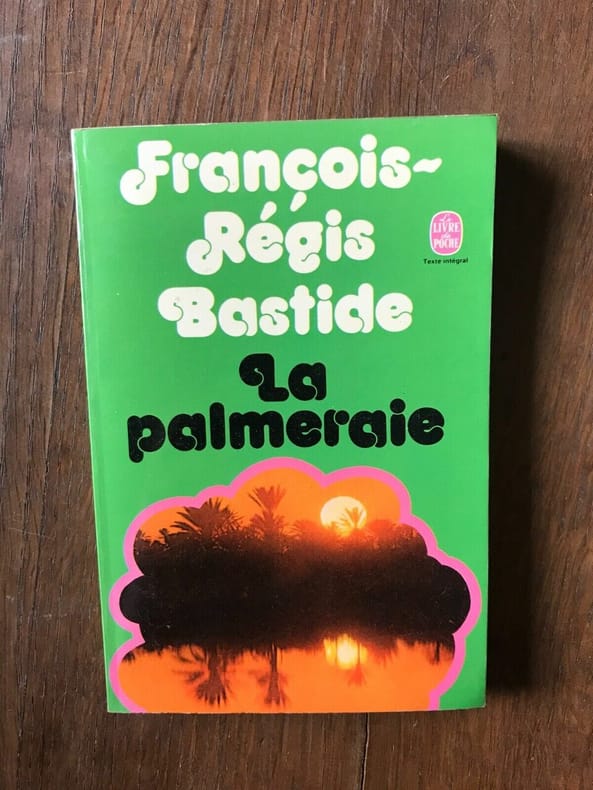 François-
Régis
Bastide
Le
LIVRE
de
POCHE
Texte intégral
La
palmeraie